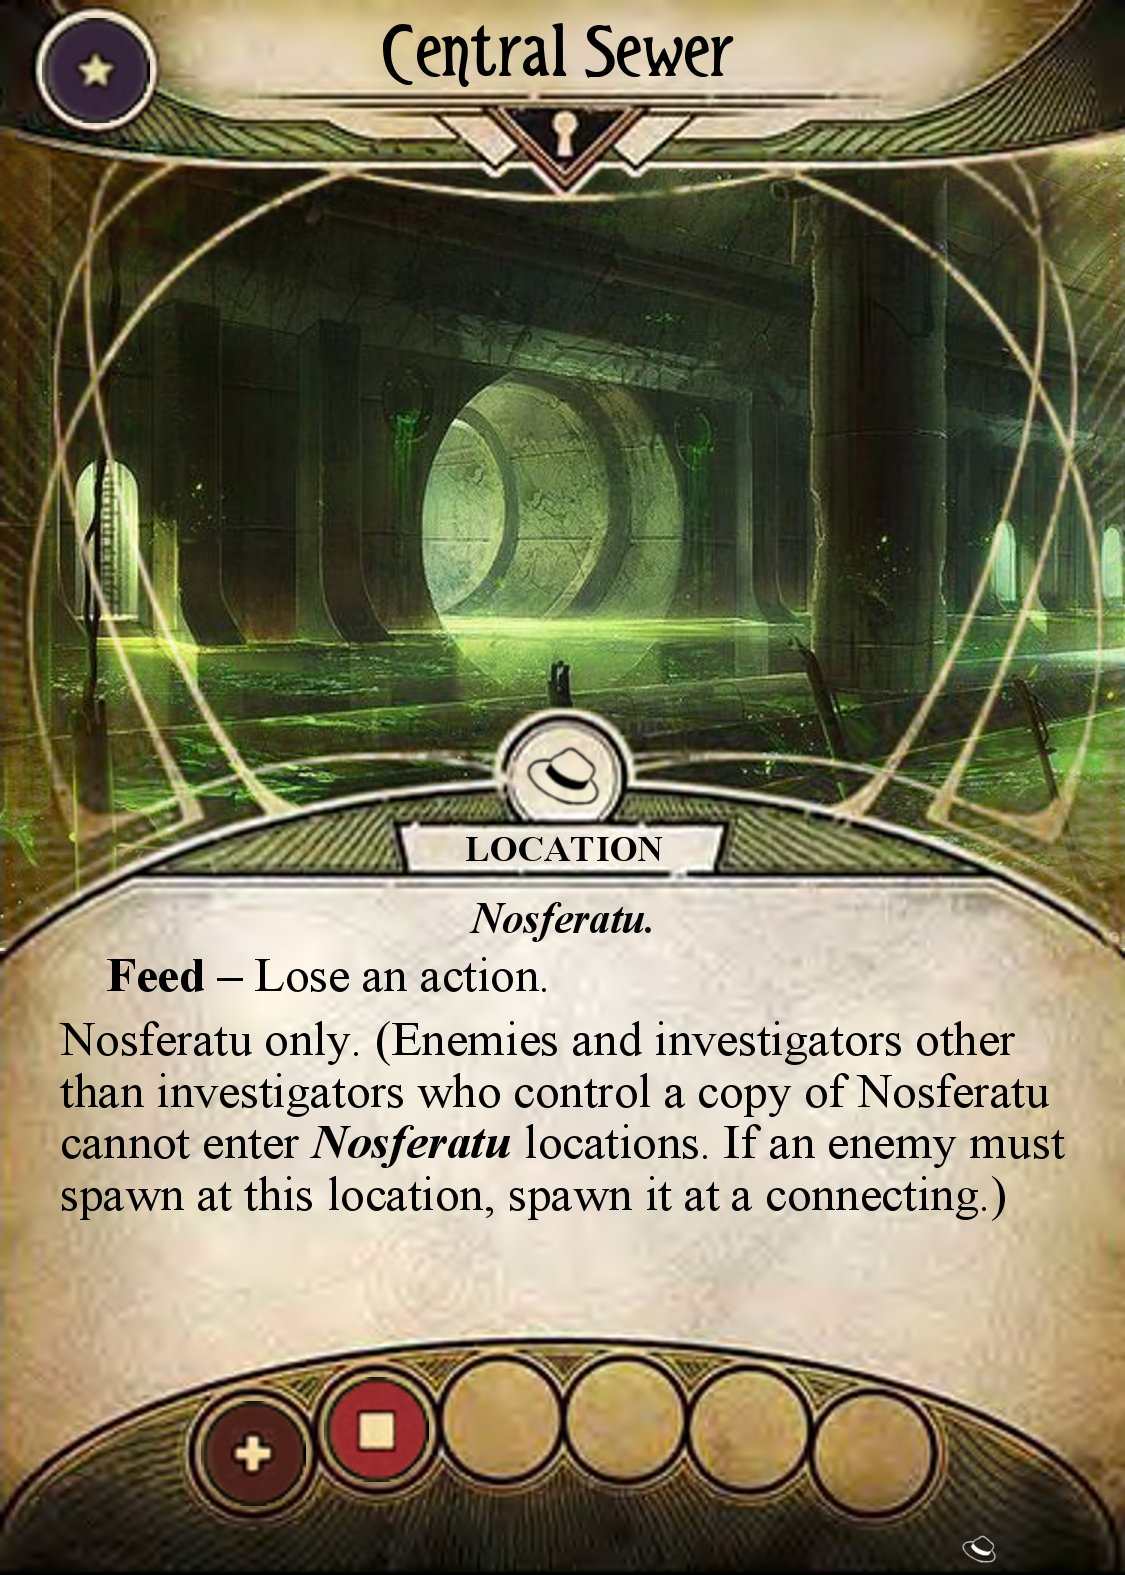 Central Sewer
LOCATION
Nosferatu.
Feed – Lose an action.
Nosferatu only. (Enemies and investigators other
than investigators who control a copy of Nosferatu
cannot enter Nosferatu locations. If an enemy must
spawn at this location, spawn it at a connecting.)